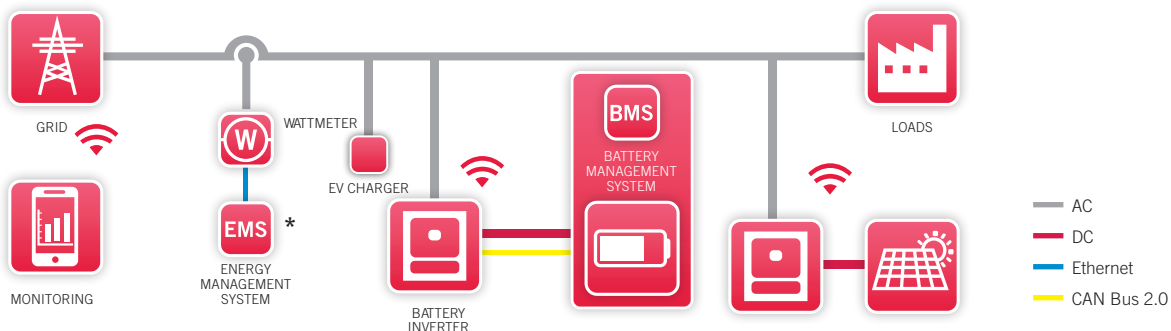 GRID
MONITORING
W
WATTMETER
EMS *
ENERGY
MANAGEMENT
SYSTEM
EV CHARGER
BATTERY
INVERTER
BMS
BATTERY
MANAGEMENT
SYSTEM
LOADS
AC
DC
Ethernet
CAN Bus 2.0